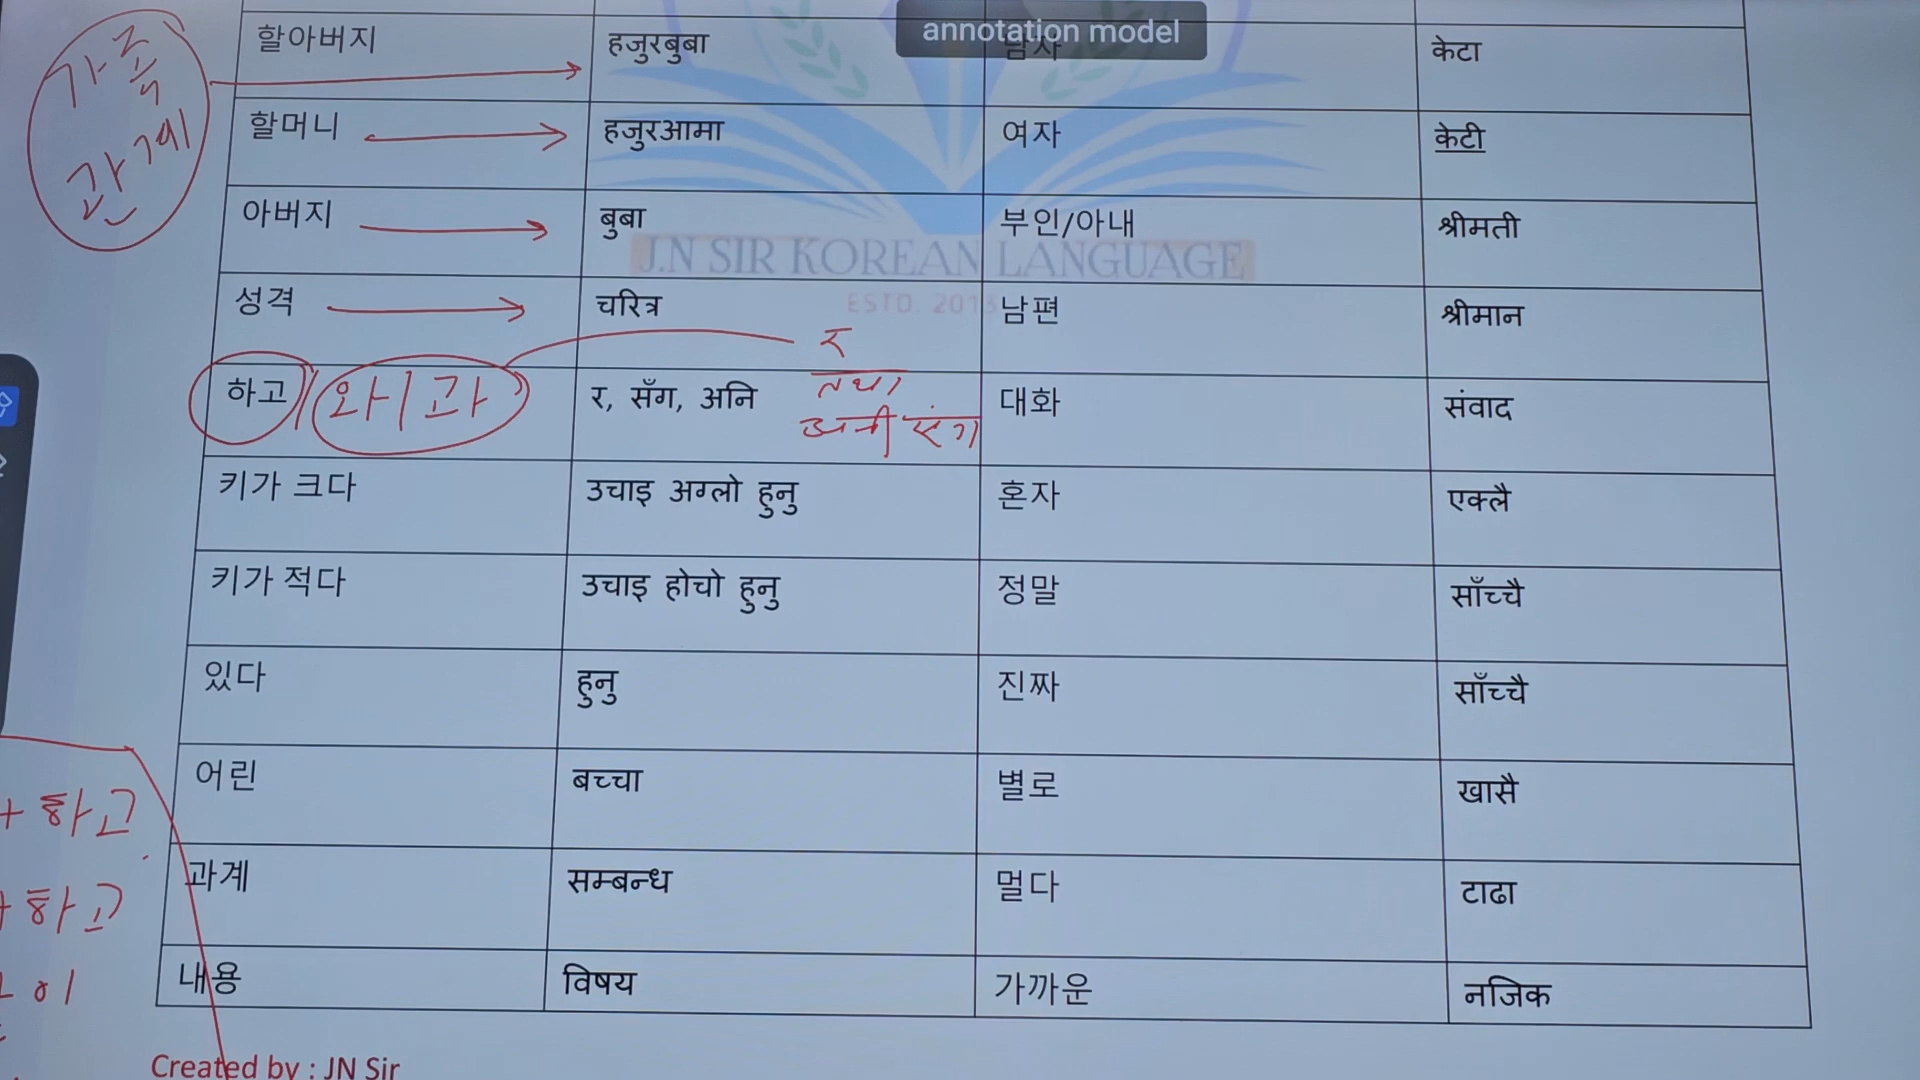 annotation model
할아버지 हजुरबुबा 남자 केटा
할머니 हजुरआमा 여자 केटी
아버지 बुबा 부인/아내 श्रीमती
성격 चरित्र 남편 श्रीमान
하고 /와/과 र, सँग, अनि 대화 संवाद
키가 크다 उचाइ अग्लो हुनु 혼자 एक्लै
키가 적다 उचाइ होचो हुनु 정말 साँच्चै
있다 हुनु 진짜 साँच्चै
어린 बच्चा 별로 खासै
과계 सम्बन्ध 멀다 टाढा
내용 विषय 가까운 नजिक
가족
관계
र
तथा
अनी संग
J.N SIR KOREAN LANGUAGE
ESTD. 201
+ 하고
+ 하고
이
Created by : JN Sir